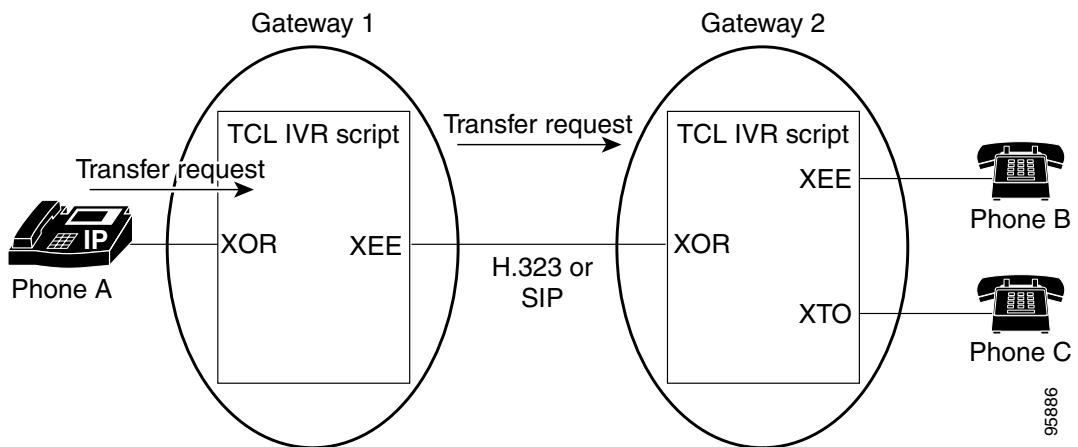 Gateway 1
Gateway 2
TCL IVR script
Transfer request
TCL IVR script
Transfer request
XEE
Phone B
IP
XOR
XEE
XOR
H.323 or
SIP
Phone A
XTO
Phone C
95886